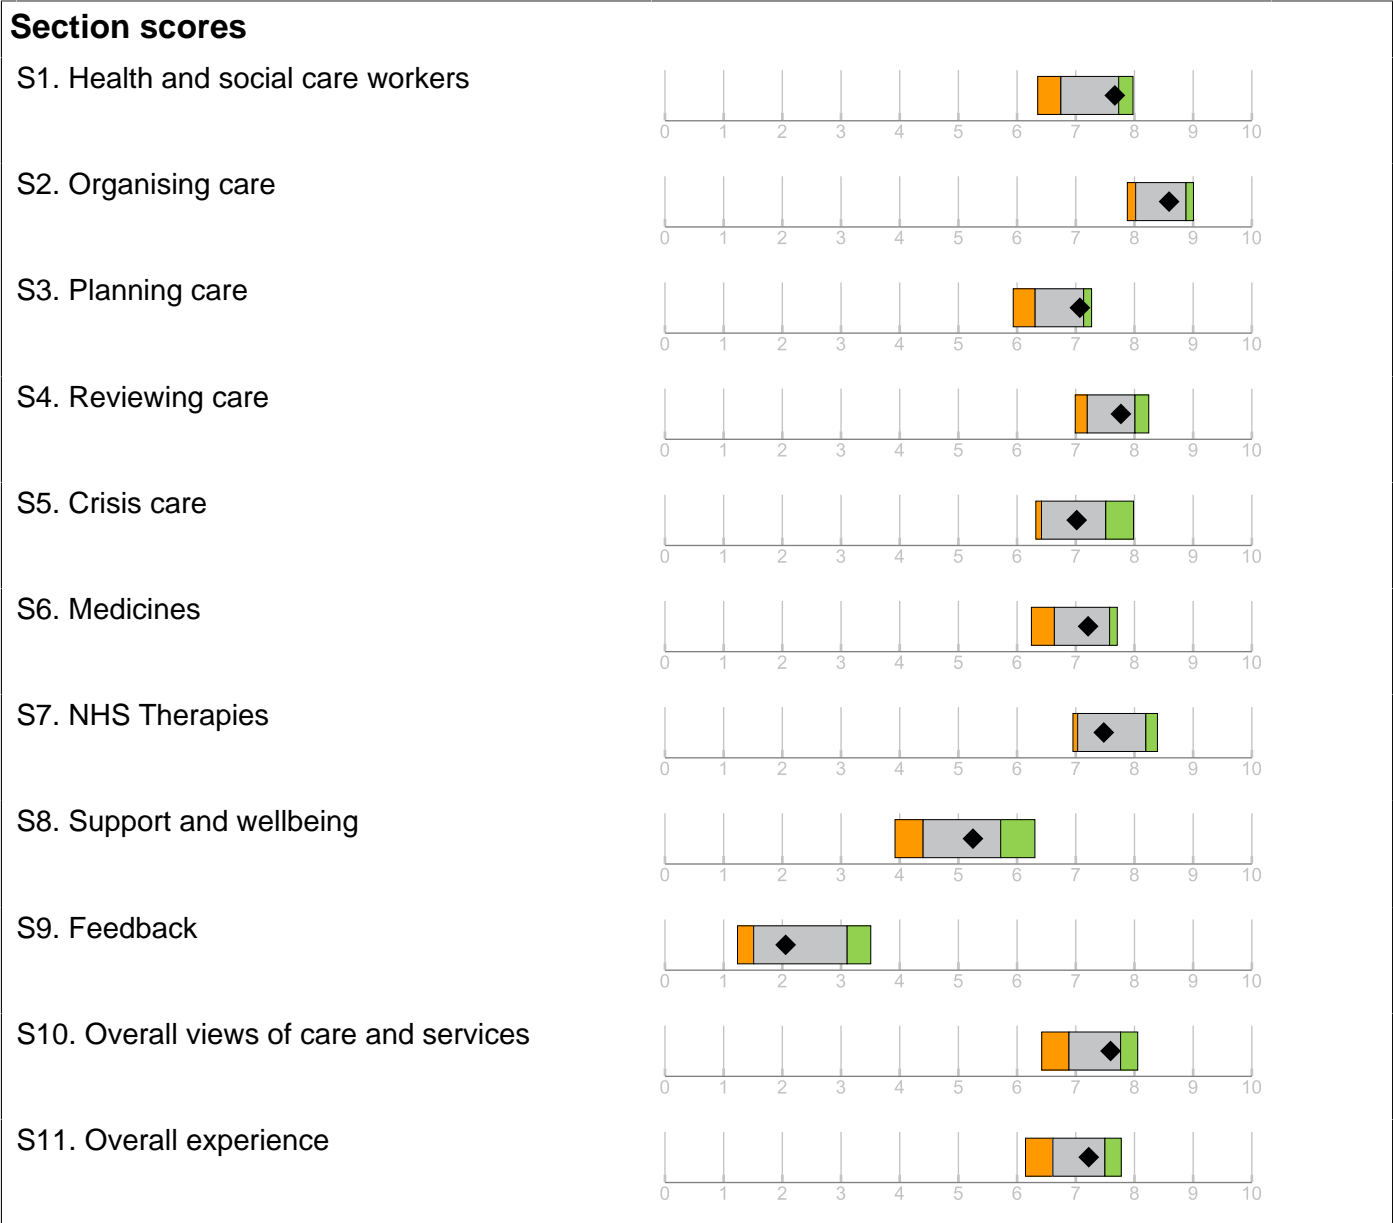 Section scores
S1. Health and social care workers
0 1 2 3 4 5 6 7 8 9 10
S2. Organising care
0 1 2 3 4 5 6 7 8 9 10
S3. Planning care
0 1 2 3 4 5 6 7 8 9 10
S4. Reviewing care
0 1 2 3 4 5 6 7 8 9 10
S5. Crisis care
0 1 2 3 4 5 6 7 8 9 10
S6. Medicines
0 1 2 3 4 5 6 7 8 9 10
S7. NHS Therapies
0 1 2 3 4 5 6 7 8 9 10
S8. Support and wellbeing
0 1 2 3 4 5 6 7 8 9 10
S9. Feedback
0 1 2 3 4 5 6 7 8 9 10
S10. Overall views of care and services
0 1 2 3 4 5 6 7 8 9 10
S11. Overall experience
0 1 2 3 4 5 6 7 8 9 10